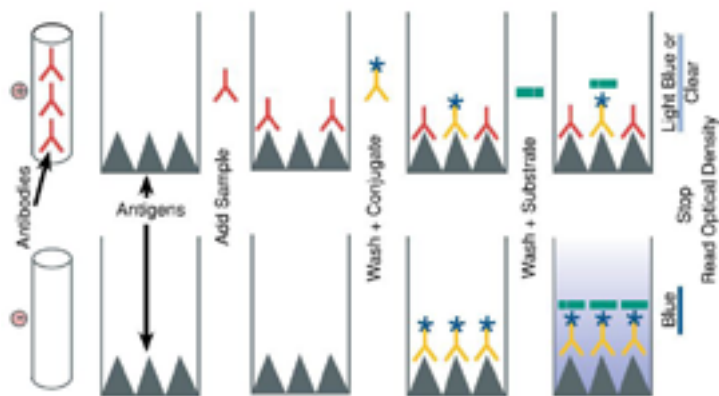 Antibodies
Antigens
Add Sample
Wash + Conjugate
Wash + Substrate
Light Blue or
Clear
Blue
Stop
Read Optical Density